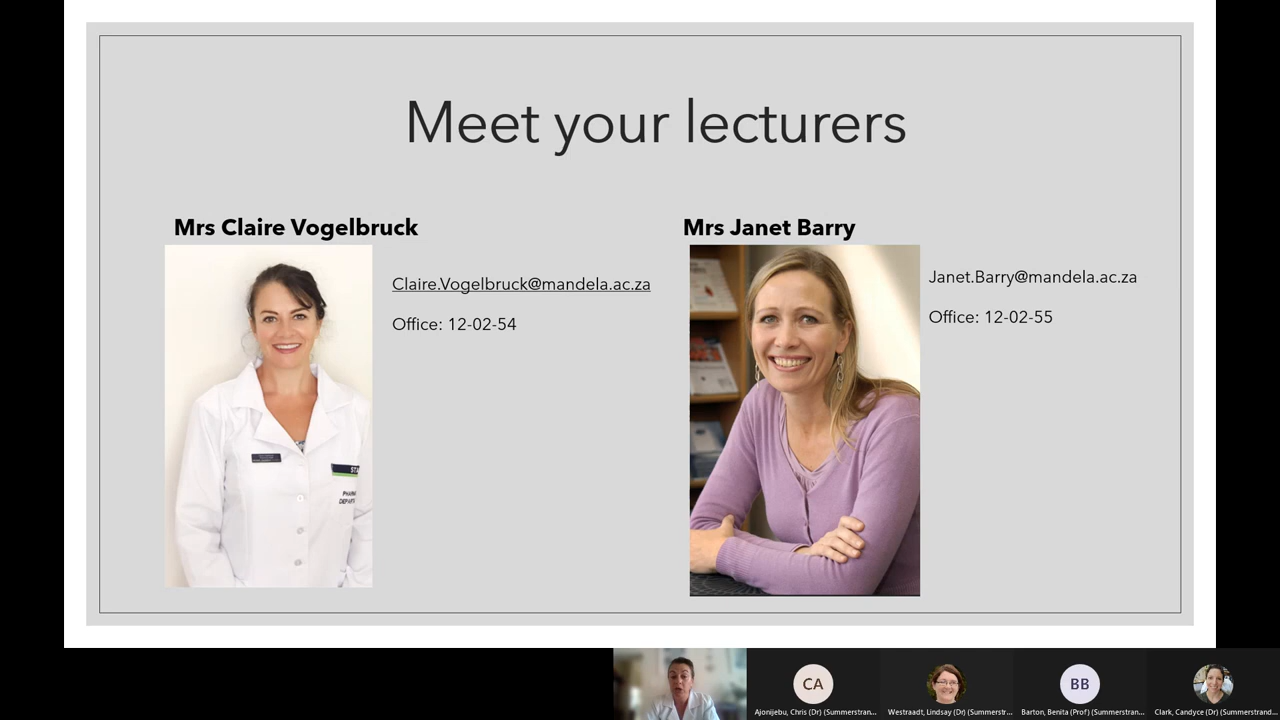 Meet your lecturers
Mrs Claire Vogelbruck
Claire.Vogelbruck@mandela.ac.za
Office: 12-02-54
Mrs Janet Barry
Janet.Barry@mandela.ac.za
Office: 12-02-55
CA
BB
Ajonijebu, Chris (Dr) (Summerstran...
Westraadt, Lindsay (Dr) (Summerstr...
Barton, Benita (Prof) (Summerstran...
Clark, Candyce (Dr) (Summerstrand...